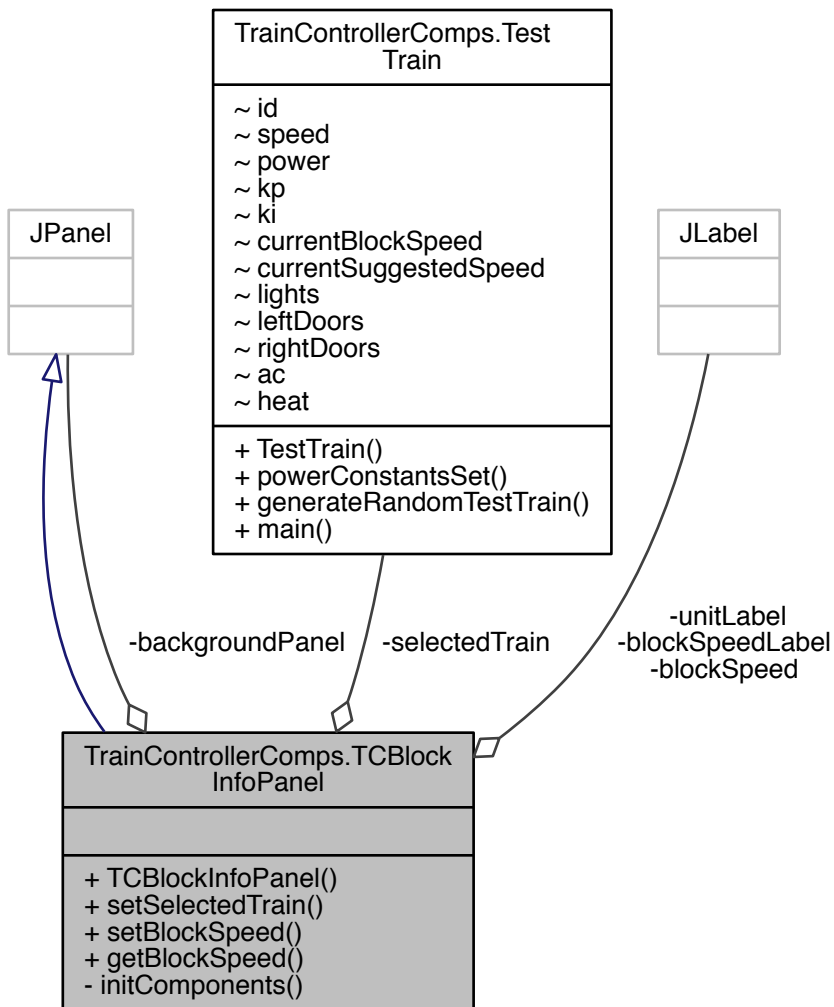 TrainControllerComps.Test
Train
~ id
~ speed
~ power
~ kp
~ ki
~ currentBlockSpeed
~ currentSuggestedSpeed
~ lights
~ leftDoors
~ rightDoors
~ ac
~ heat
+ TestTrain()
+ powerConstantsSet()
+ generateRandomTestTrain()
+ main()
JPanel
JLabel
-backgroundPanel
-selectedTrain
-unitLabel
-blockSpeedLabel
-blockSpeed
TrainControllerComps.TCBlock
InfoPanel
+ TCBlockInfoPanel()
+ setSelectedTrain()
+ setBlockSpeed()
+ getBlockSpeed()
- initComponents()